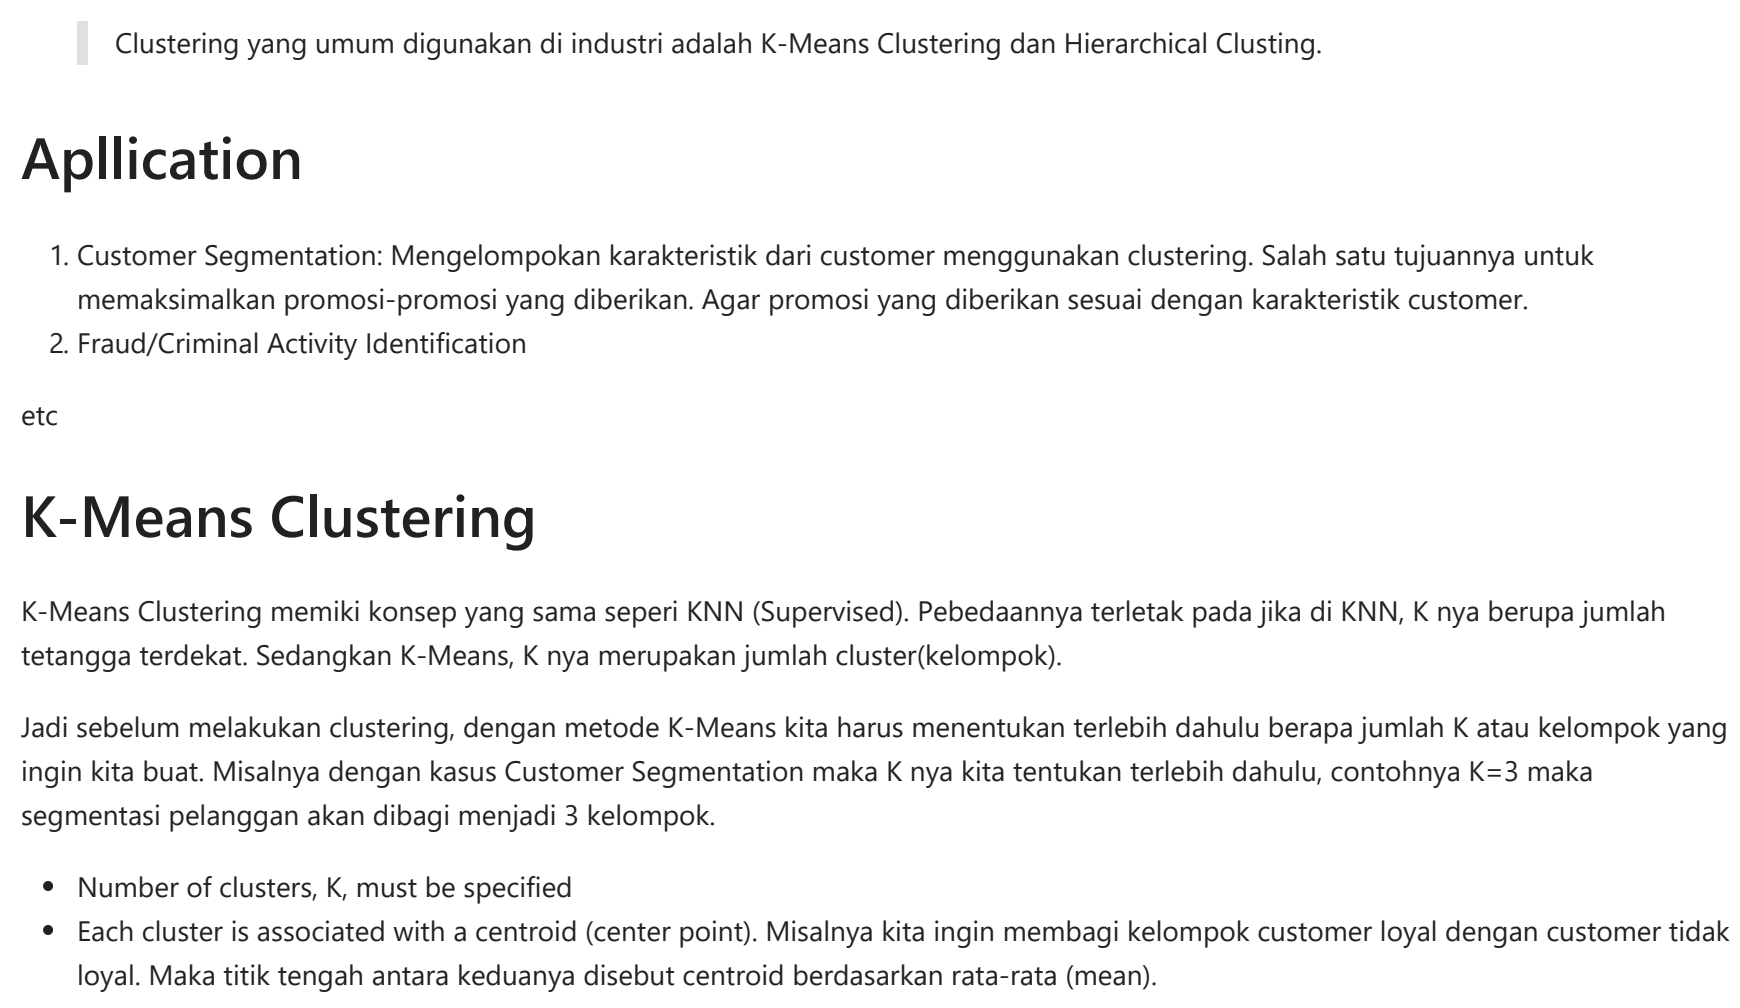 Clustering yang umum digunakan di industri adalah K-Means Clustering dan Hierarchical Clusting.
Apllication
1. Customer Segmentation: Mengelompokan karakteristik dari customer menggunakan clustering. Salah satu tujuannya untuk
memaksimalkan promosi-promosi yang diberikan. Agar promosi yang diberikan sesuai dengan karakteristik customer.
2. Fraud/Criminal Activity Identification
etc
K-Means Clustering
K-Means Clustering memiki konsep yang sama seperi KNN (Supervised). Pebedaannya terletak pada jika di KNN, K nya berupa jumlah
tetangga terdekat. Sedangkan K-Means, K nya merupakan jumlah cluster(kelompok).
Jadi sebelum melakukan clustering, dengan metode K-Means kita harus menentukan terlebih dahulu berapa jumlah K atau kelompok yang
ingin kita buat. Misalnya dengan kasus Customer Segmentation maka K nya kita tentukan terlebih dahulu, contohnya K=3 maka
segmentasi pelanggan akan dibagi menjadi 3 kelompok.
• Number of clusters, K, must be specified
• Each cluster is associated with a centroid (center point). Misalnya kita ingin membagi kelompok customer loyal dengan customer tidak
loyal. Maka titik tengah antara keduanya disebut centroid berdasarkan rata-rata (mean).